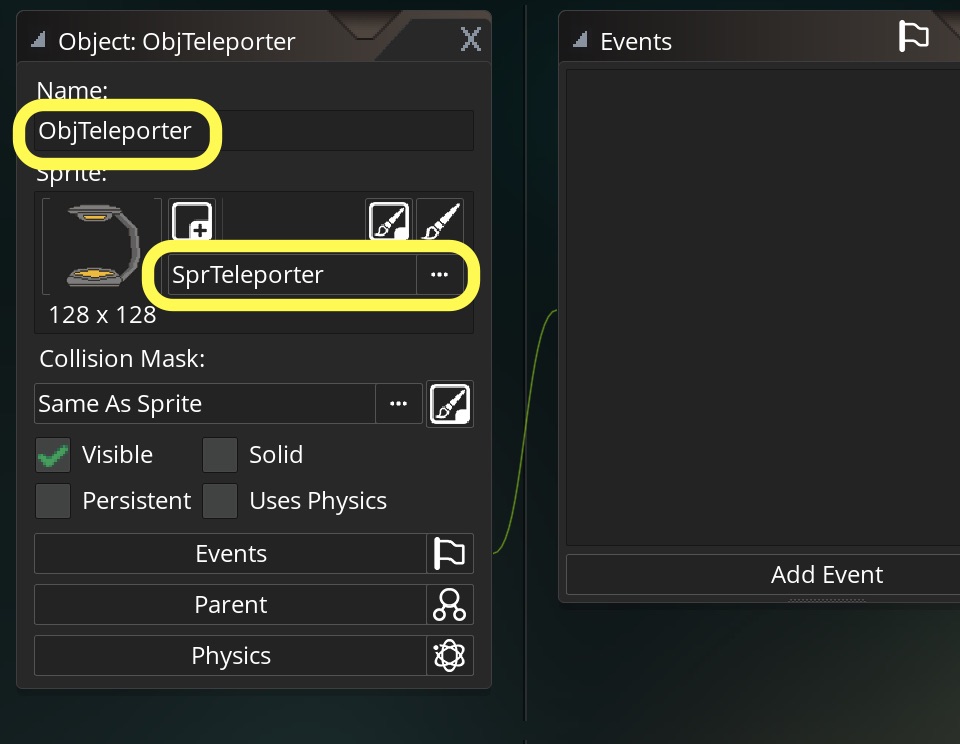 Object: ObjTeleporter
X
Name:
ObjTeleporter
Sprite:
SprTeleporter
...
128 x 128
Collision Mask:
Same As Sprite
...
Visible
Solid
Persistent
Uses Physics
Events
Parent
Physics
Events
Add Event